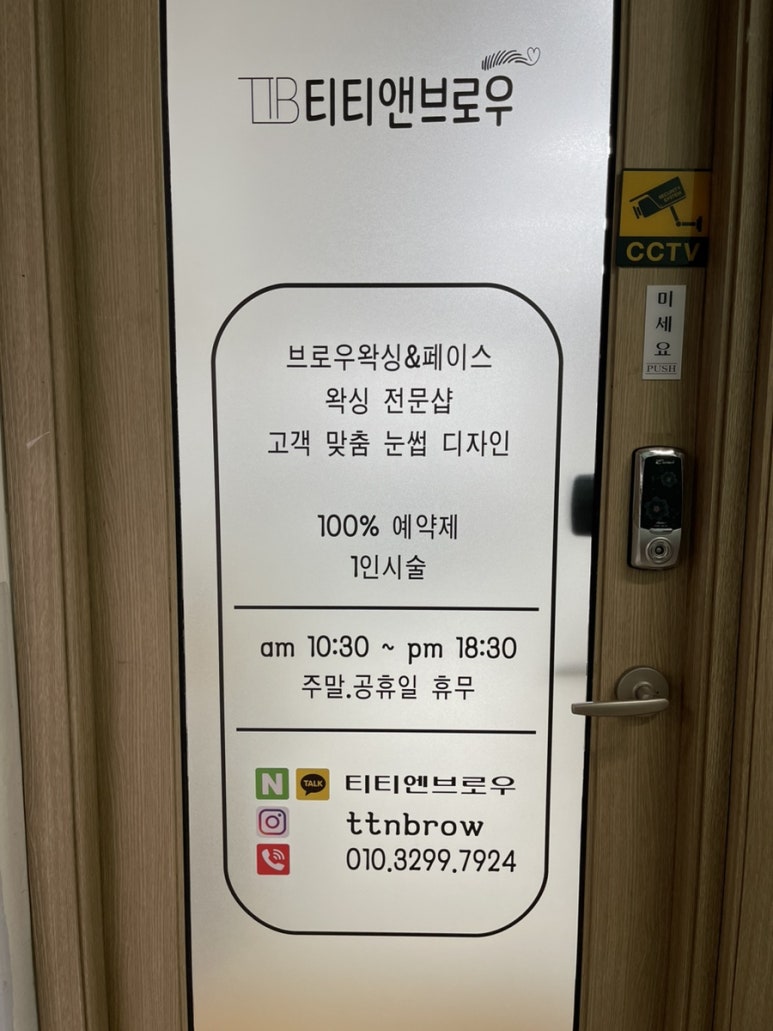 TTB 티티앤브로우
SECURITY SYSTEM
CCTV
미세요
PUSH
브로우왁싱&페이스
왁싱 전문샵
고객 맞춤 눈썹 디자인
100% 예약제
1인시술
am 10:30 ~ pm 18:30
주말.공휴일 휴무
N TALK 티티엔브로우
ttnbrow
010.3299.7924